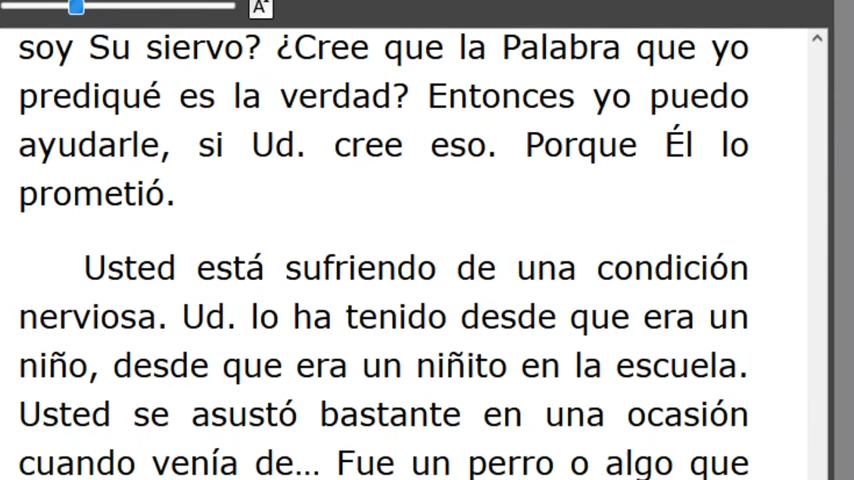 A
soy Su siervo? ¿Cree que la Palabra que yo
prediqué es la verdad? Entonces yo puedo
ayudarle, si Ud. cree eso. Porque Él lo
prometió.
Usted está sufriendo de una condición
nerviosa. Ud. lo ha tenido desde que era un
niño, desde que era un niñito en la escuela.
Usted se asustó bastante en una ocasión
cuando venía de... Fue un perro o algo que